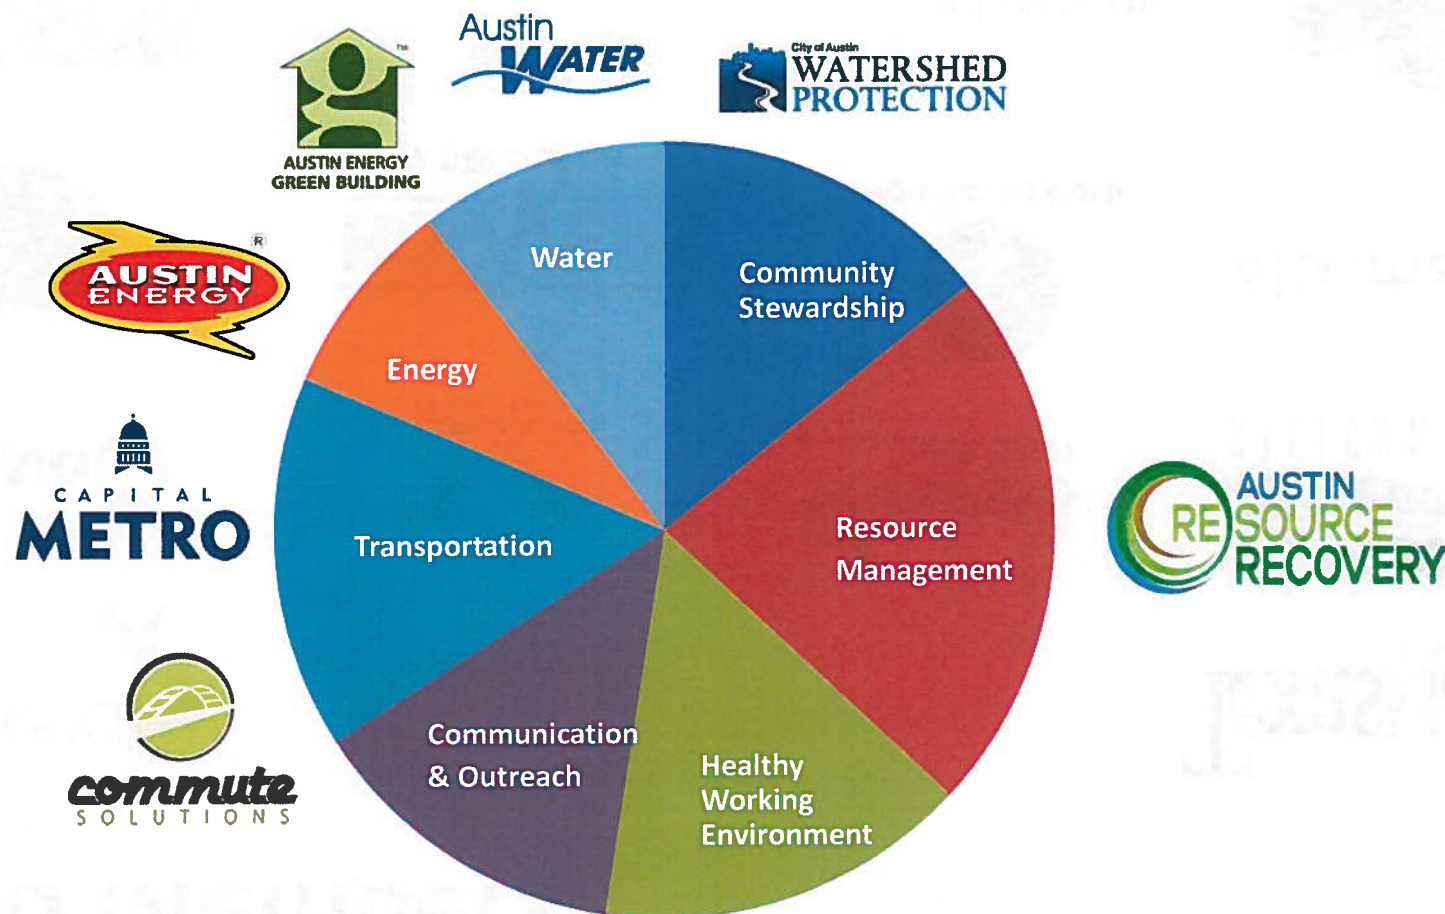 Austin
WATER
City of Austin
WATERSHED
PROTECTION
g
TM
AUSTIN ENERGY
GREEN BUILDING
AUSTIN
ENERGY
®
CAPITAL
METRO
commute
SOLUTIONS
Water
Community
Stewardship
Energy
Transportation
Resource
Management
Communication
& Outreach
Healthy
Working
Environment
AUSTIN
RESOURCE
RECOVERY